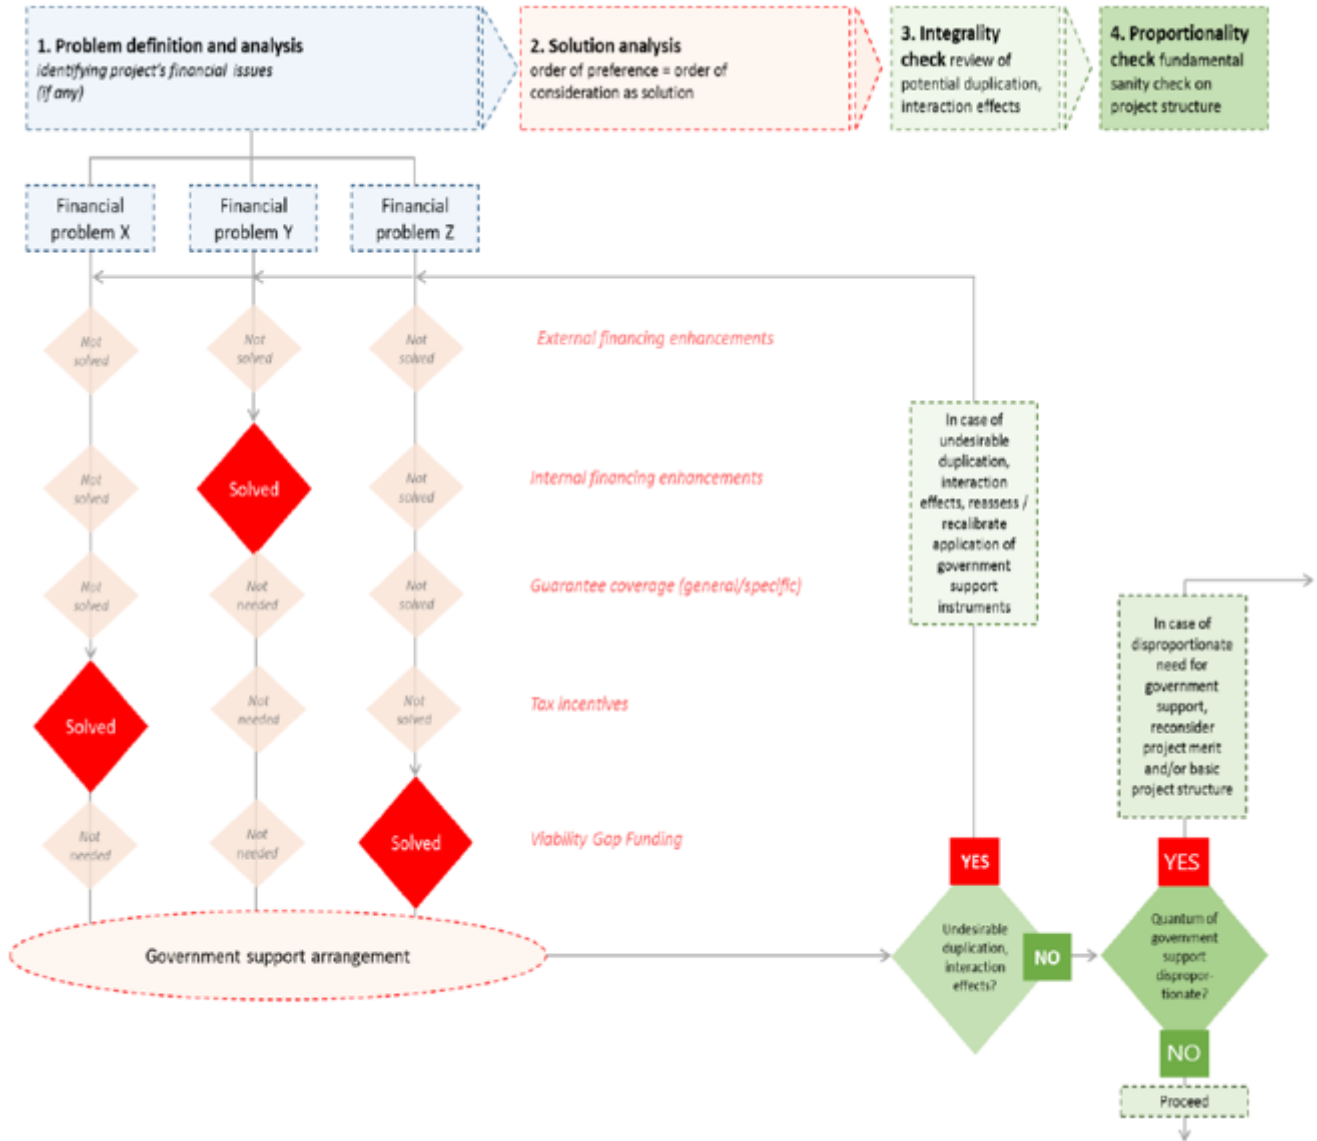 1. Problem definition and analysis
identifying project's financial issues
(if any)
2. Solution analysis
order of preference = order of
consideration as solution
3. Integrality
check review of
potential duplication,
interaction effects
4. Proportionality
check fundamental
sanity check on
project structure
Financial
problem X
Financial
problem Y
Financial
problem Z
Not
solved
Not
solved
Not
solved
External financing enhancements
Not
solved
Solved
Not
solved
Internal financing enhancements
Not
solved
Not
needed
Not
solved
Guarantee coverage (general/specific)
Solved
Not
needed
Not
solved
Tax incentives
Not
needed
Not
needed
Solved
Viability Gap Funding
Government support arrangement
In case of
undesirable
duplication,
interaction
effects, reassess /
recalibrate
application of
government
support
instruments
YES
Undesirable
duplication,
interaction
effects?
NO
In case of
disproportionate
need for
government
support,
reconsider
project merit
and/or basic
project structure
YES
Quantum of
government
support
dispropor-
tionate?
NO
Proceed